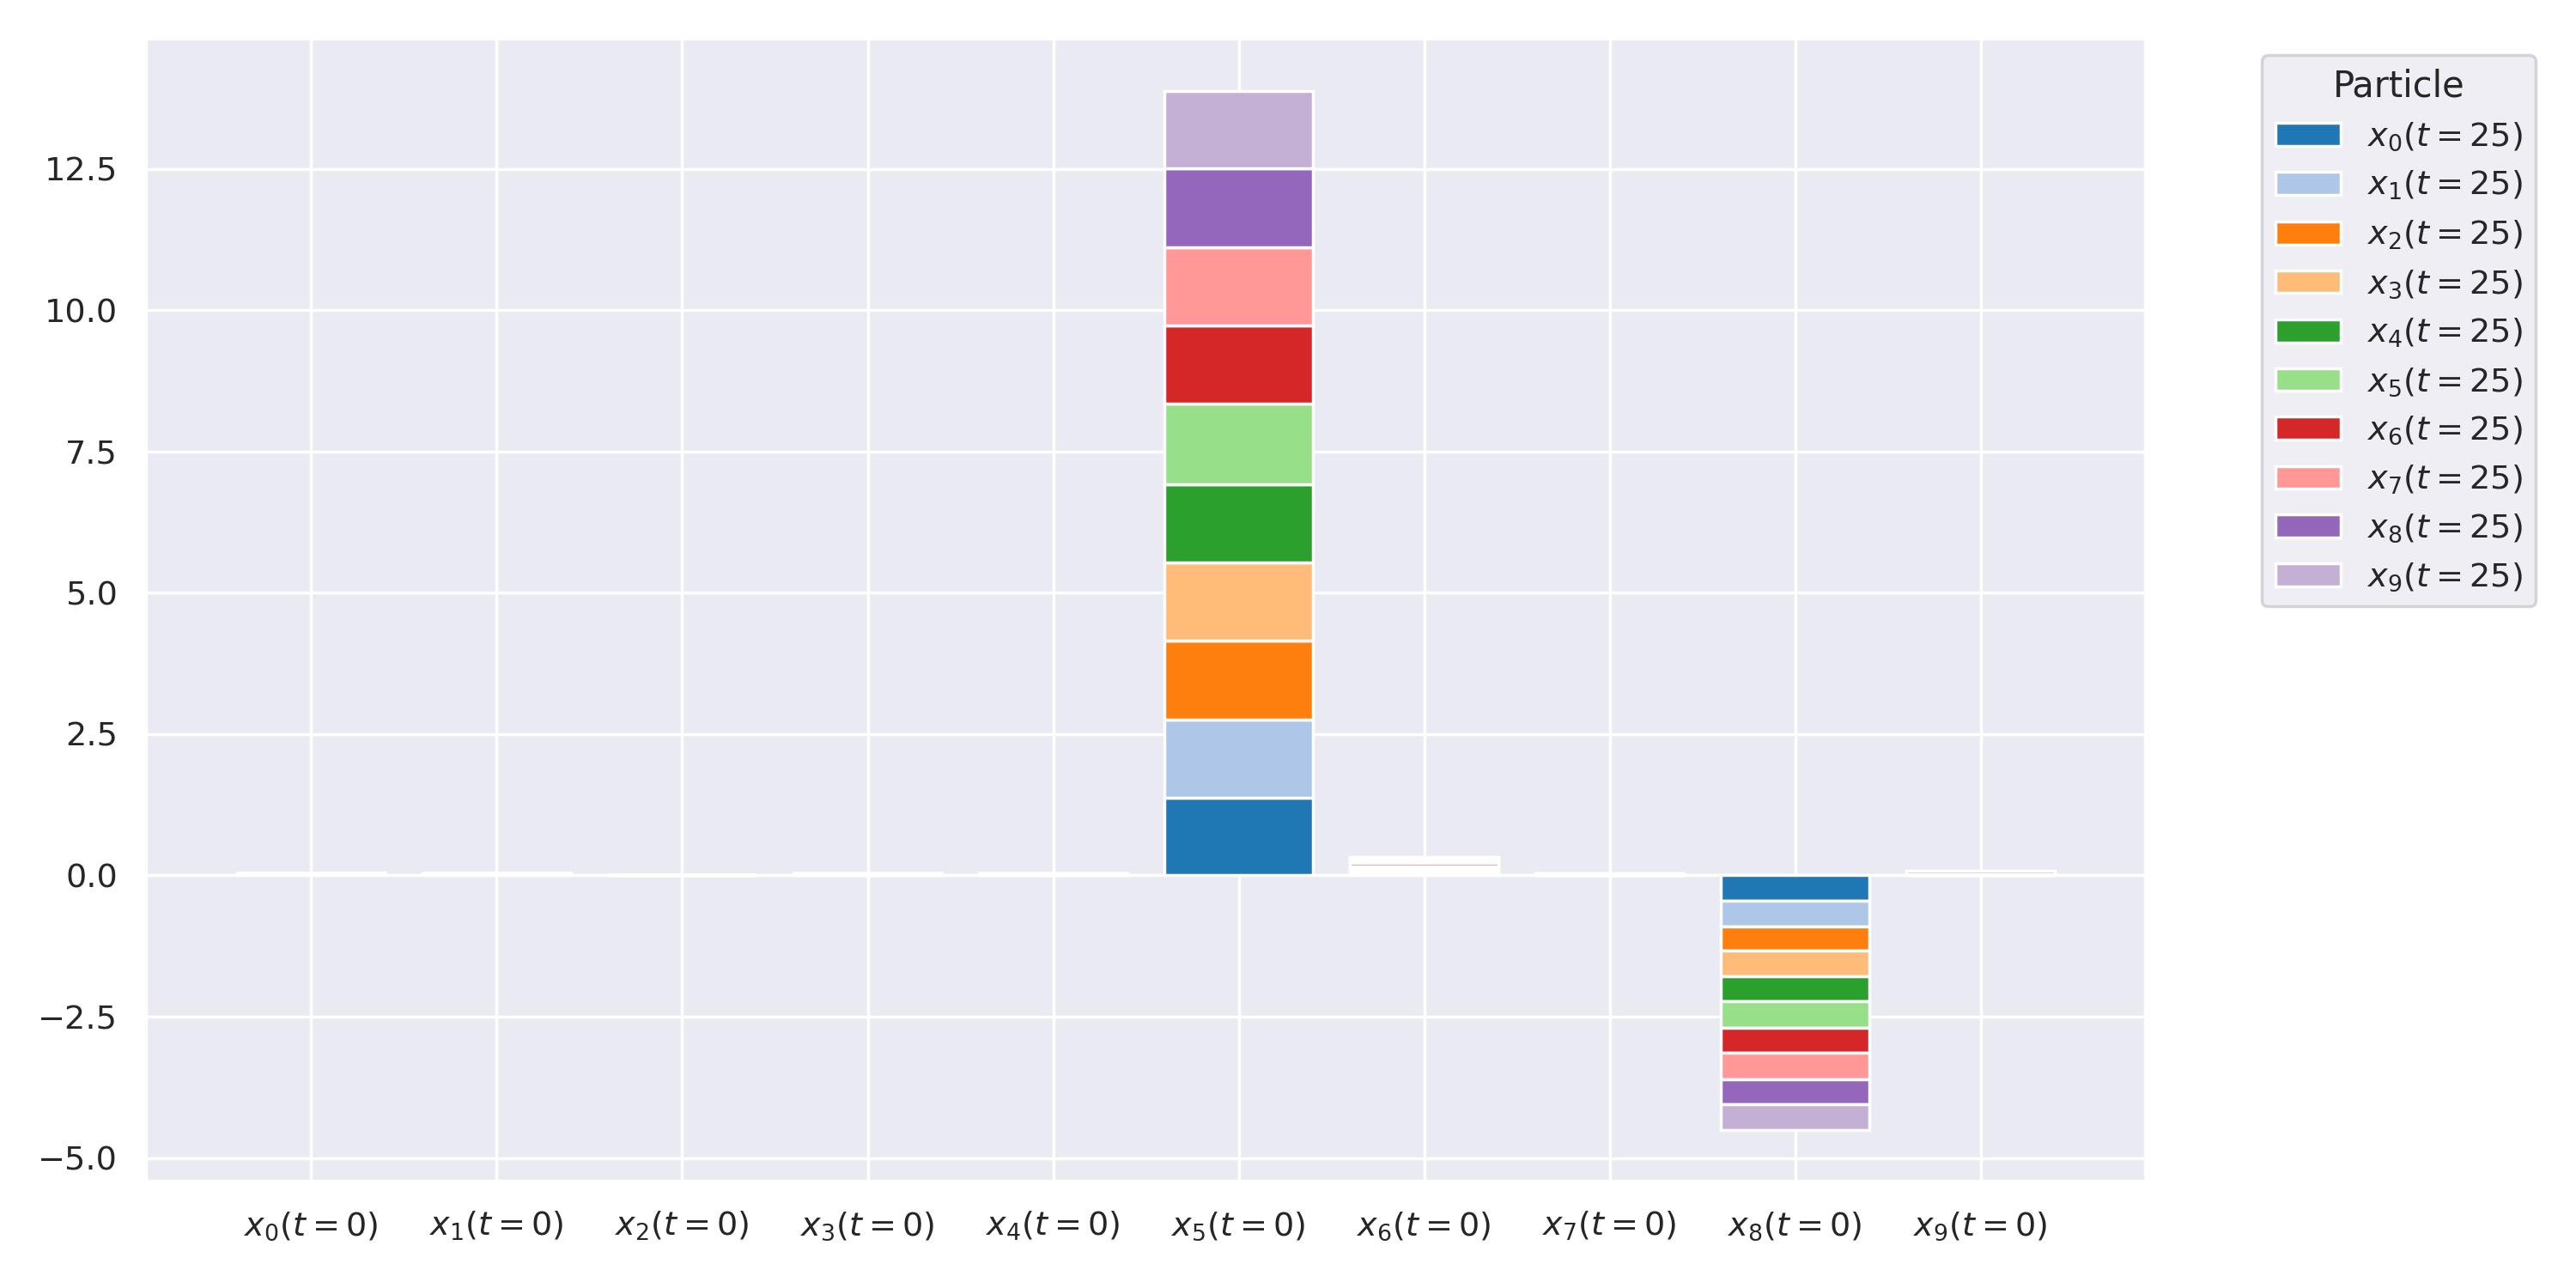 12.5
10.0
7.5
5.0
2.5
0.0
−2.5
−5.0
x₀(t = 0) x₁(t = 0) x₂(t = 0) x₃(t = 0) x₄(t = 0) x₅(t = 0) x₆(t = 0) x₇(t = 0) x₈(t = 0) x₉(t = 0)
Particle
x₀(t = 25)
x₁(t = 25)
x₂(t = 25)
x₃(t = 25)
x₄(t = 25)
x₅(t = 25)
x₆(t = 25)
x₇(t = 25)
x₈(t = 25)
x₉(t = 25)